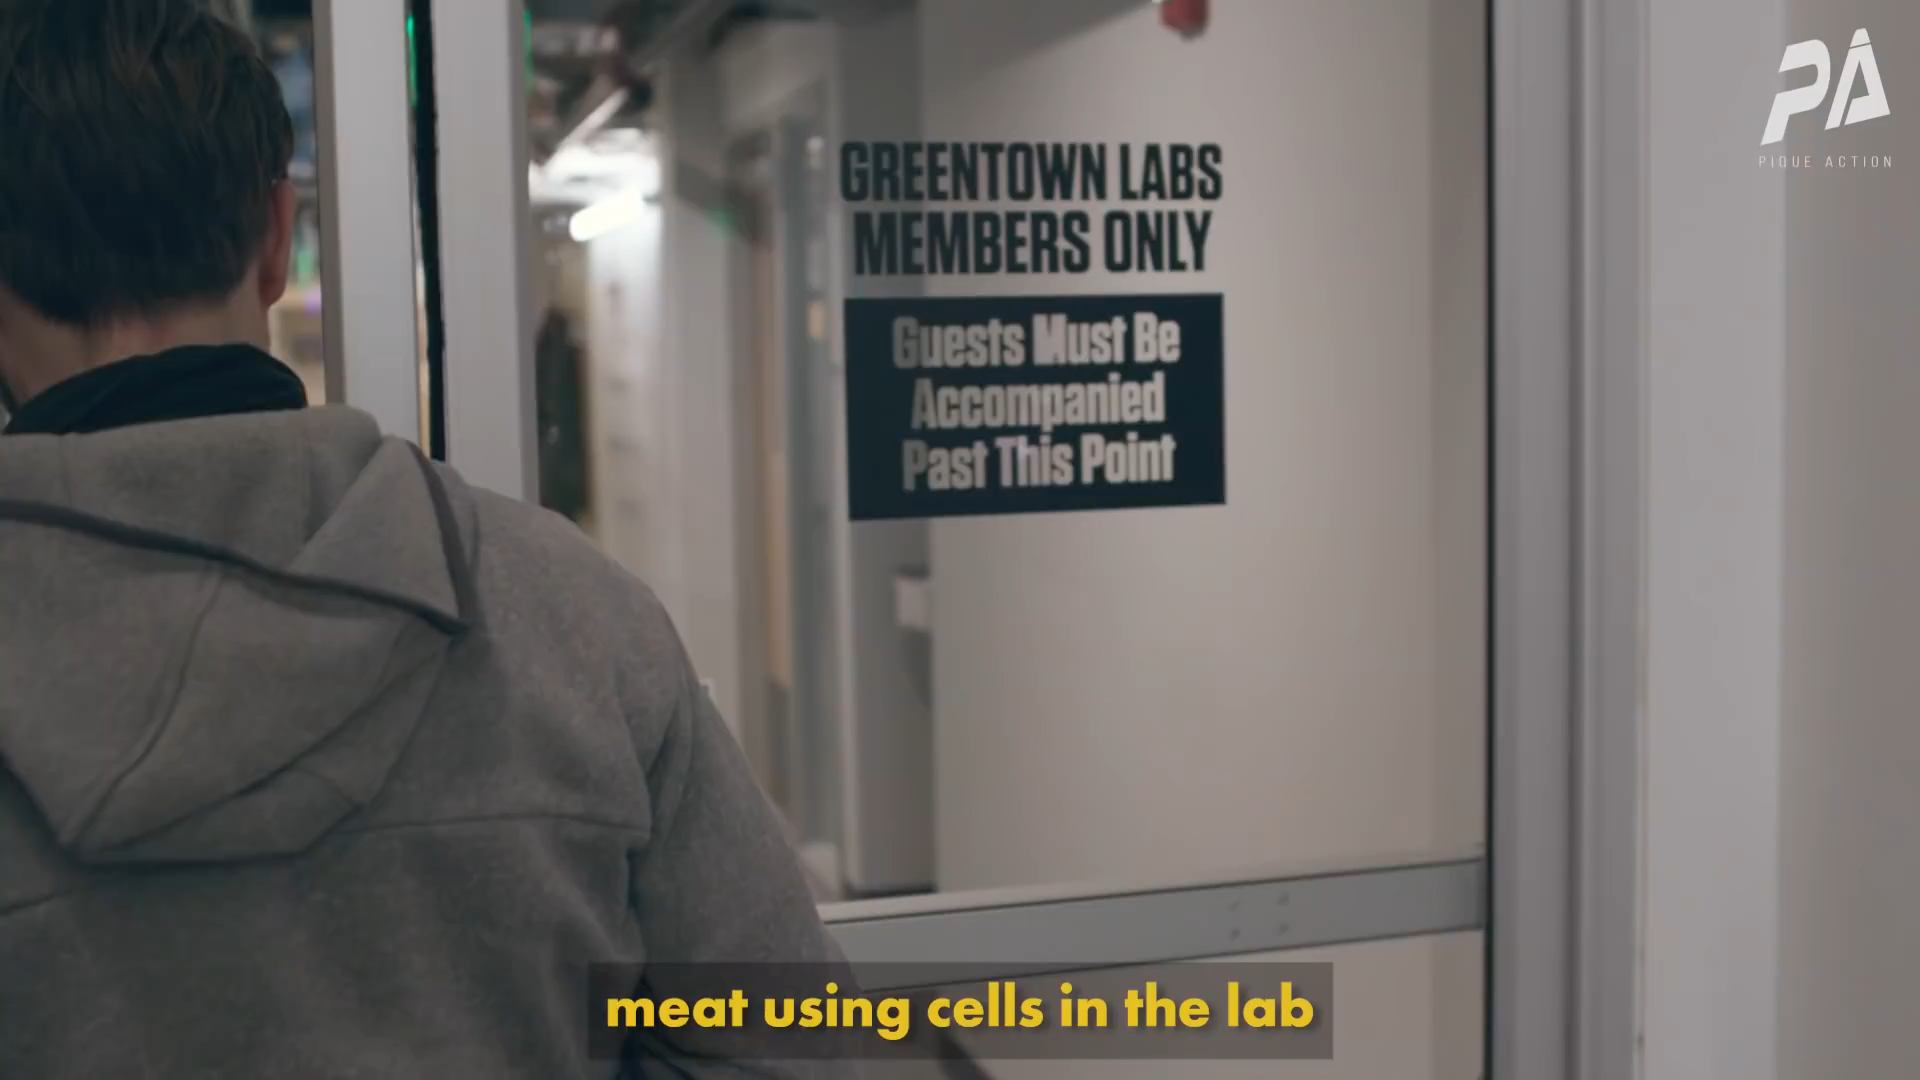 PA
PIQUE ACTION
GREENTOWN LABS
MEMBERS ONLY
Guests Must Be
Accompanied
Past This Point
meat using cells in the lab